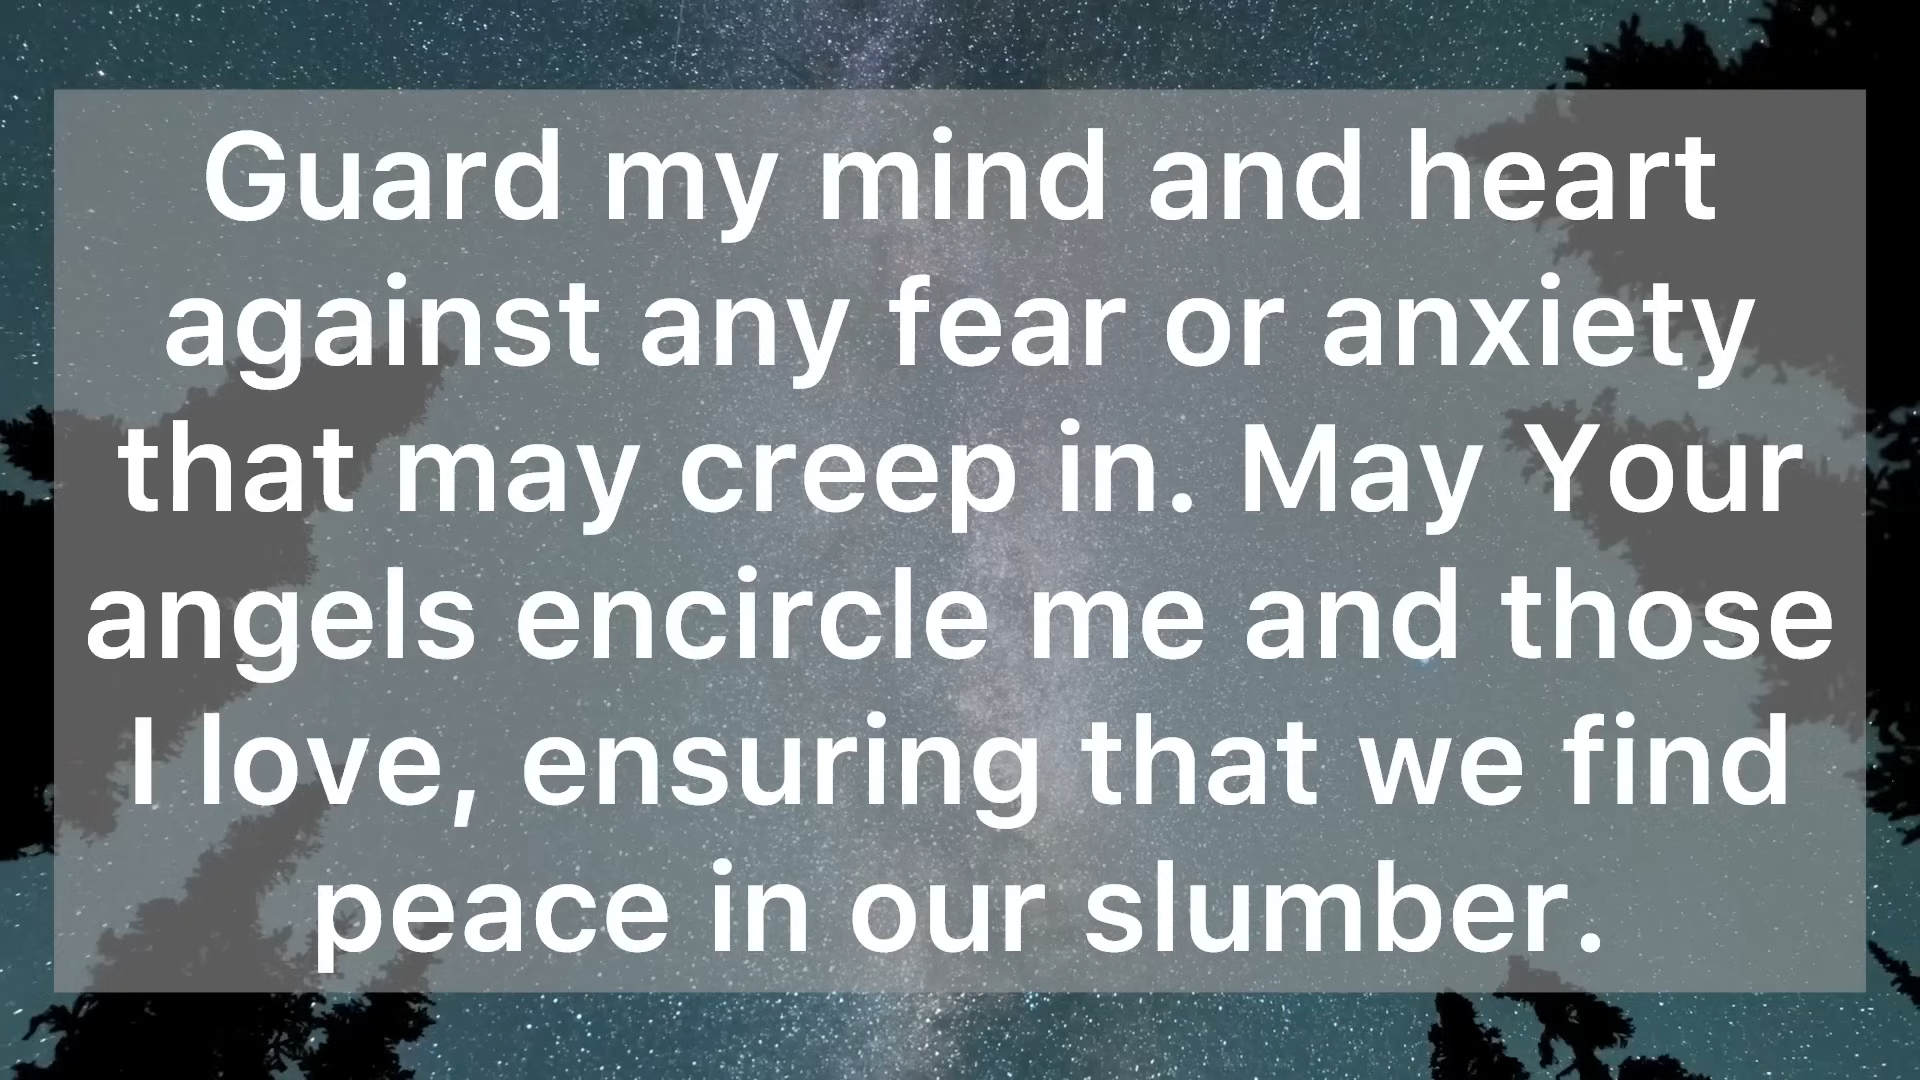 Guard my mind and heart
against any fear or anxiety
that may creep in. May Your
angels encircle me and those
I love, ensuring that we find
peace in our slumber.